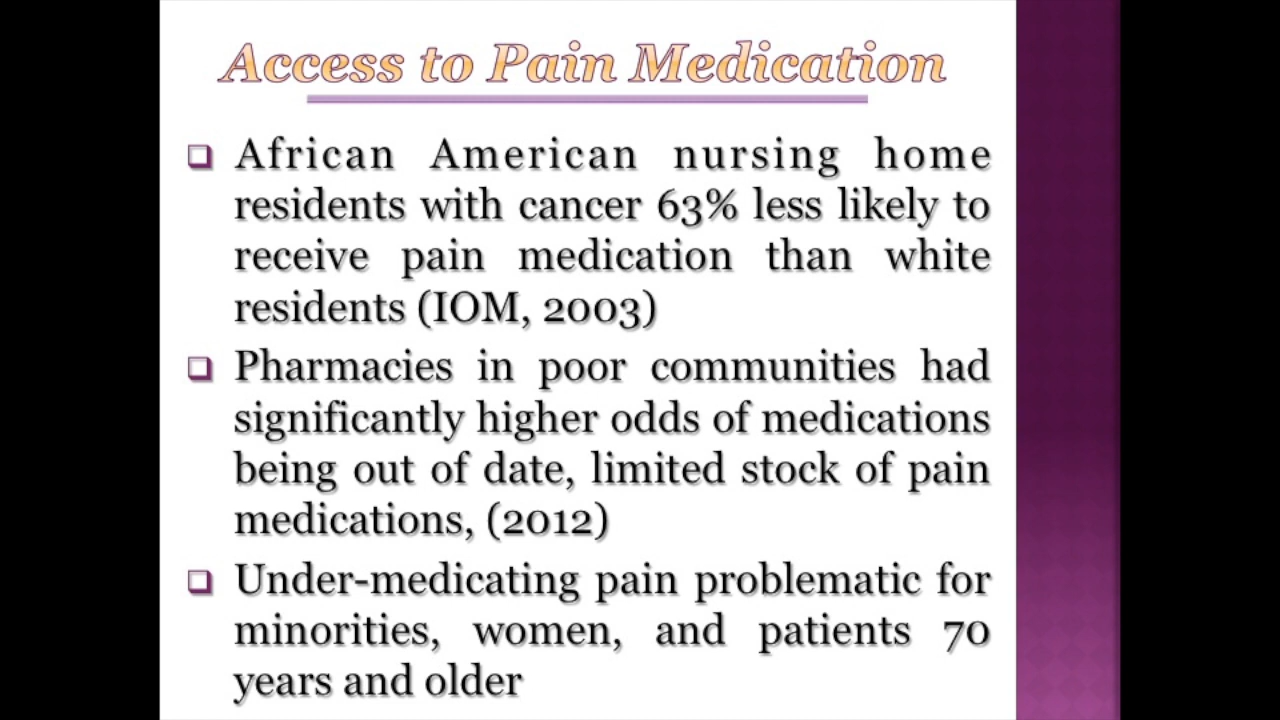 Access to Pain Medication
African American nursing home
residents with cancer 63% less likely to
receive pain medication than white
residents (IOM, 2003)
Pharmacies in poor communities had
significantly higher odds of medications
being out of date, limited stock of pain
medications, (2012)
Under-medicating pain problematic for
minorities, women, and patients 70
years and older